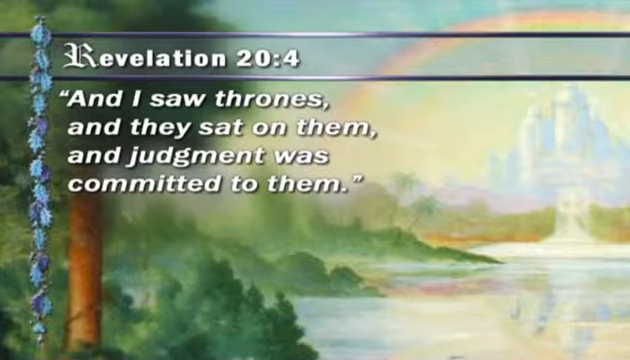 Revelation 20:4
“And I saw thrones,
and they sat on them,
and judgment was
committed to them.”